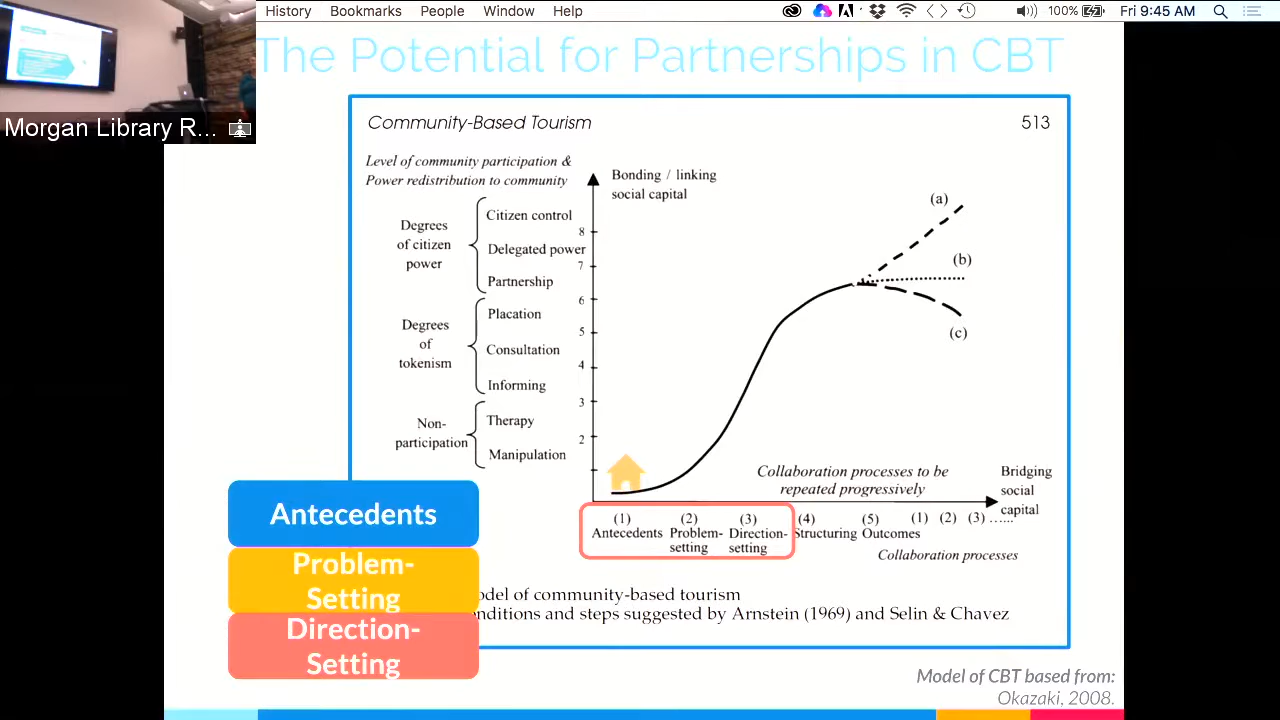 History Bookmarks People Window Help 100% Fri 9:45 AM
The Potential for Partnerships in CBT
Morgan Library R...
Community-Based Tourism 513
Level of community participation &
Power redistribution to community
Bonding / linking
social capital
Degrees
of citizen
power
Citizen control
Delegated power
Partnership
Degrees
of
tokenism
Placation
Consultation
Informing
Non-
participation
Therapy
Manipulation
8
7
6
5
4
3
2
(a)
(b)
(c)
Collaboration processes to be
repeated progressively
Bridging
social
capital
(1) (2) (3) (4) (5) (1) (2) (3) ......
Antecedents Problem-setting Direction-setting Structuring Outcomes
Collaboration processes
Antecedents
Problem-
Setting
Direction-
Setting
odel of community-based tourism
nditions and steps suggested by Arnstein (1969) and Selin & Chavez
Model of CBT based from:
Okazaki, 2008.